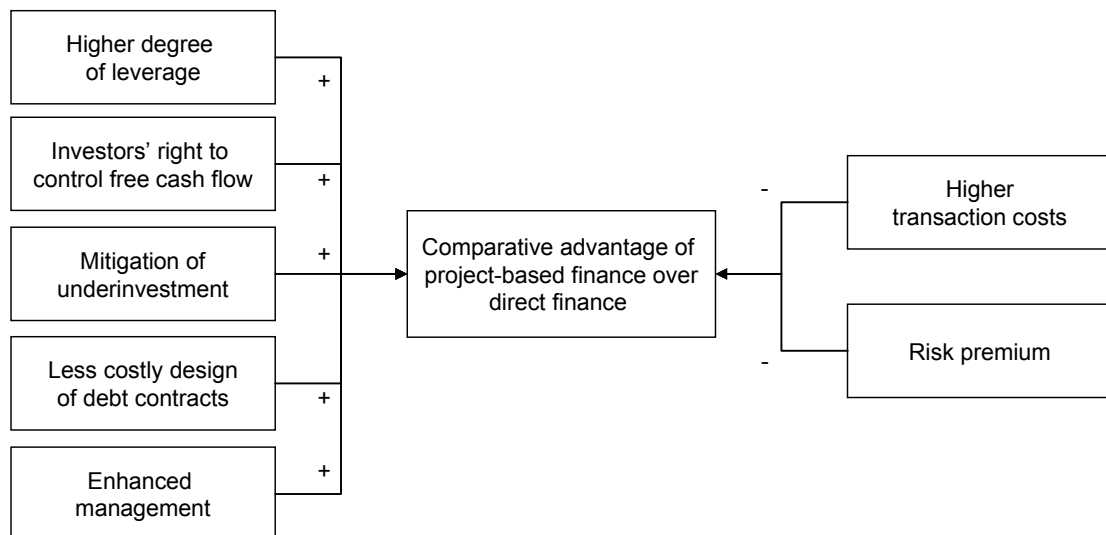 Higher degree
of leverage
+
Investors’ right to
control free cash flow
+
Mitigation of
underinvestment
+
Less costly design
of debt contracts
+
Enhanced
management
+
Comparative advantage of
project-based finance over
direct finance
-
Higher
transaction costs
-
Risk premium